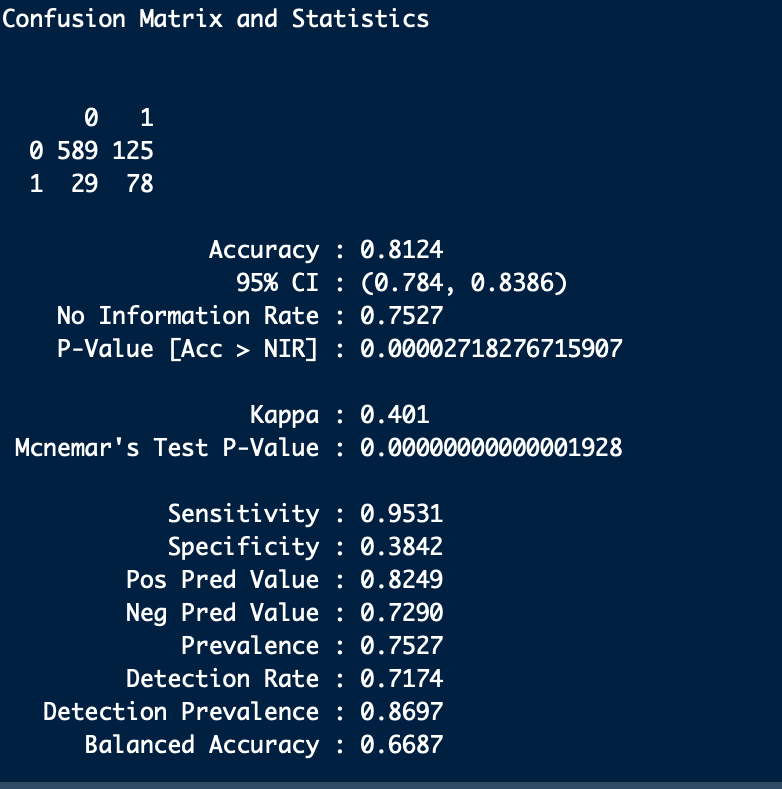 Confusion Matrix and Statistics
0 1
0 589 125
1 29 78
Accuracy : 0.8124
95% CI : (0.784, 0.8386)
No Information Rate : 0.7527
P-Value [Acc > NIR] : 0.00002718276715907
Kappa : 0.401
Mcnemar's Test P-Value : 0.00000000000001928
Sensitivity : 0.9531
Specificity : 0.3842
Pos Pred Value : 0.8249
Neg Pred Value : 0.7290
Prevalence : 0.7527
Detection Rate : 0.7174
Detection Prevalence : 0.8697
Balanced Accuracy : 0.6687